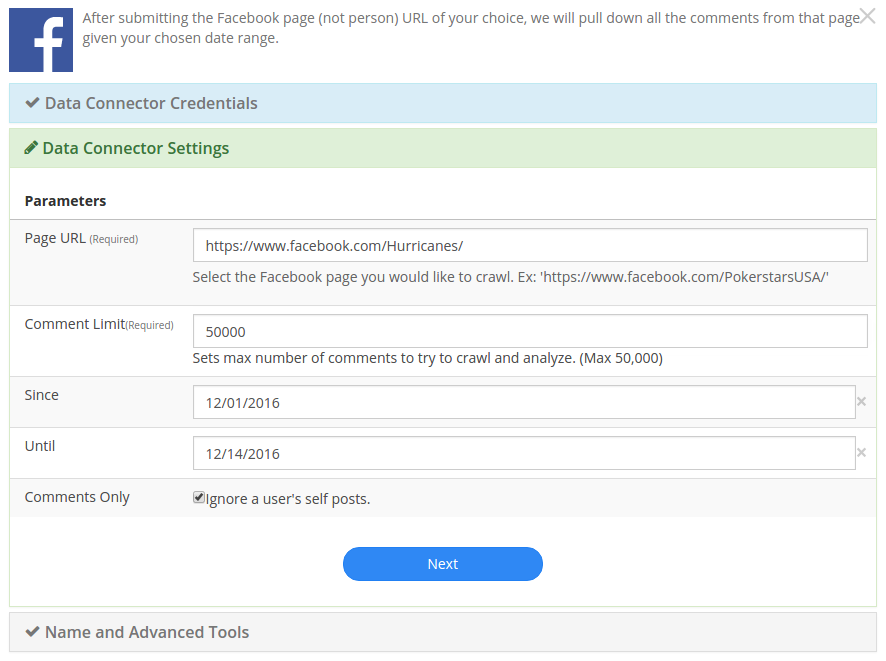 After submitting the Facebook page (not person) URL of your choice, we will pull down all the comments from that page
given your chosen date range.
Data Connector Credentials
Data Connector Settings
Parameters
Page URL (Required)
https://www.facebook.com/Hurricanes/
Select the Facebook page you would like to crawl. Ex: 'https://www.facebook.com/PokerstarsUSA/'
Comment Limit(Required)
50000
Sets max number of comments to try to crawl and analyze. (Max 50,000)
Since
12/01/2016
Until
12/14/2016
Comments Only
Ignore a user's self posts.
Next
Name and Advanced Tools